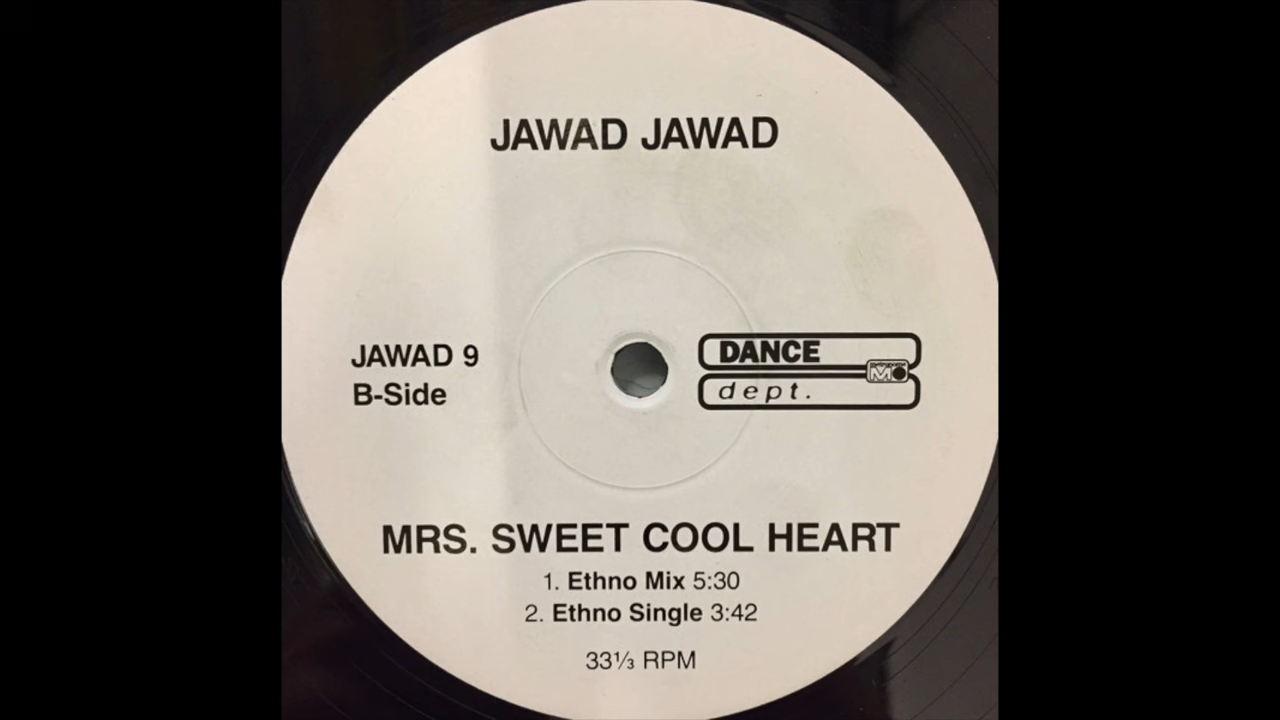 JAWAD JAWAD
JAWAD 9
B-Side
DANCE
dept.
MRS. SWEET COOL HEART
1. Ethno Mix 5:30
2. Ethno Single 3:42
33⅓ RPM